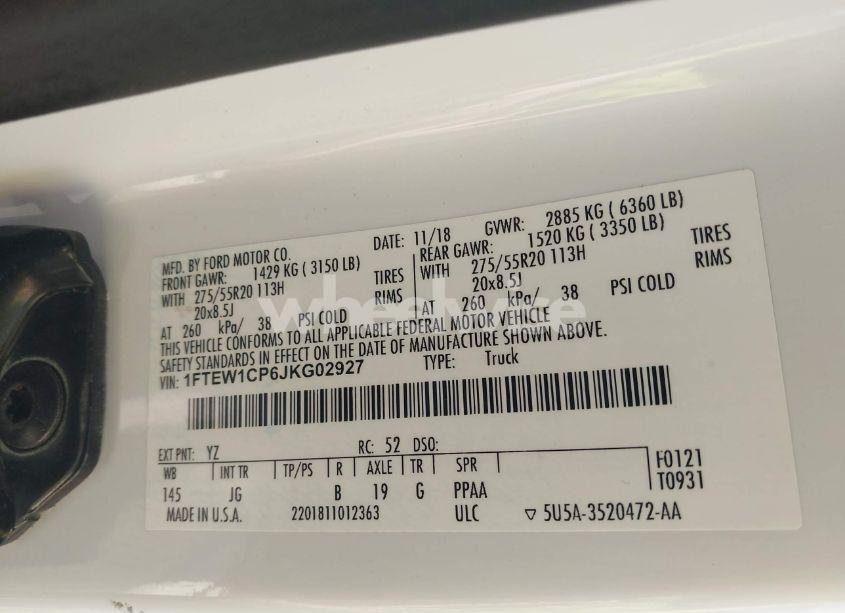 MFD. BY FORD MOTOR CO. DATE: 11/18 GVWR: 2885 KG ( 6360 LB)
FRONT GAWR: 1429 KG ( 3150 LB) REAR GAWR: 1520 KG ( 3350 LB)
WITH 275/55R20 113H TIRES WITH 275/55R20 113H TIRES
20x8.5J RIMS 20x8.5J RIMS
AT 260 kPa/ 38 PSI COLD AT 260 kPa/ 38 PSI COLD
THIS VEHICLE CONFORMS TO ALL APPLICABLE FEDERAL MOTOR VEHICLE
SAFETY STANDARDS IN EFFECT ON THE DATE OF MANUFACTURE SHOWN ABOVE.
VIN: 1FTEW1CP6JKG02927 TYPE: Truck
EXT PNT: YZ RC: 52 DSO:
WB INT TR TP/PS R AXLE TR SPR F0121
145 JG B 19 G PPAA T0931
MADE IN U.S.A. 2201811012363 ULC ▽ 5U5A-3520472-AA